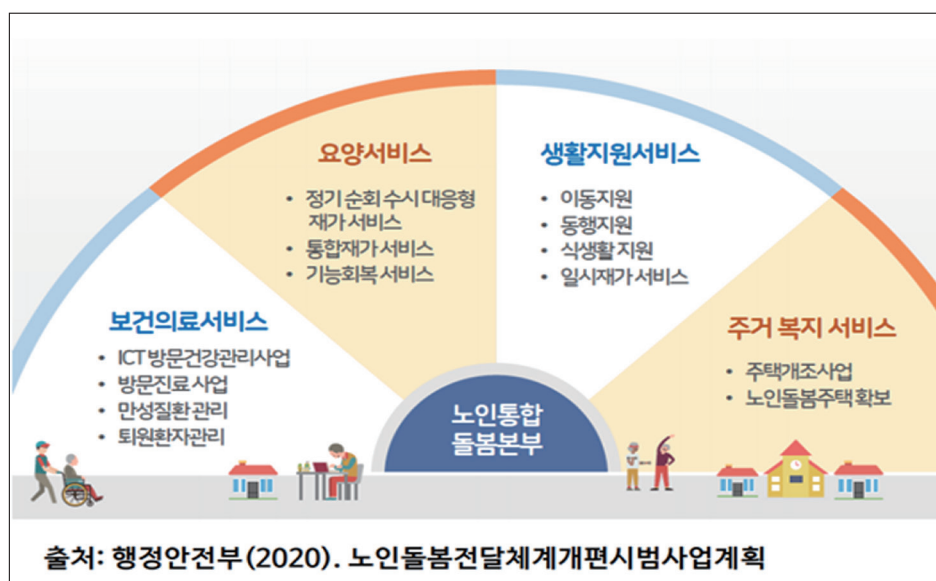 보건의료서비스
• ICT 방문건강관리사업
• 방문진료 사업
• 만성질환 관리
• 퇴원환자관리
요양서비스
• 정기 순회 수시 대응형
재가 서비스
• 통합재가 서비스
• 기능회복 서비스
생활지원서비스
• 이동지원
• 동행지원
• 식생활 지원
• 일시재가 서비스
주거 복지 서비스
• 주택개조사업
• 노인돌봄주택 확보
노인통합
돌봄본부
출처: 행정안전부(2020). 노인돌봄전달체계개편시범사업계획